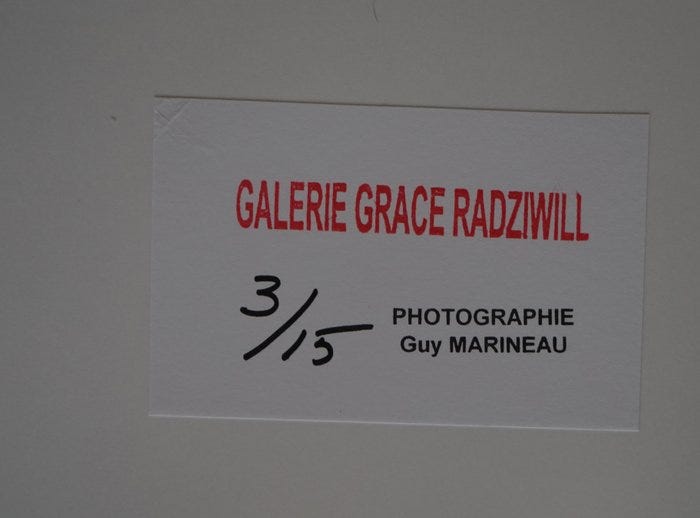 GALERIE GRACE RADZIWILL
3/15
PHOTOGRAPHIE
Guy MARINEAU